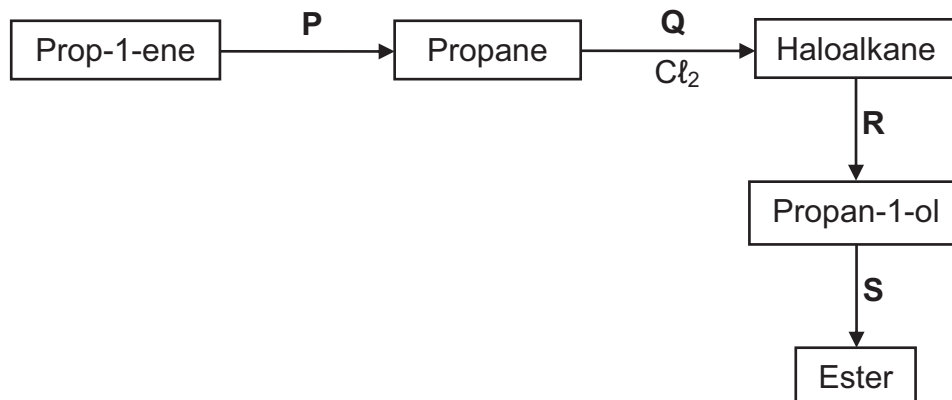 P
Q
Prop-1-ene
Propane
Haloalkane
Cℓ₂
R
Propan-1-ol
S
Ester